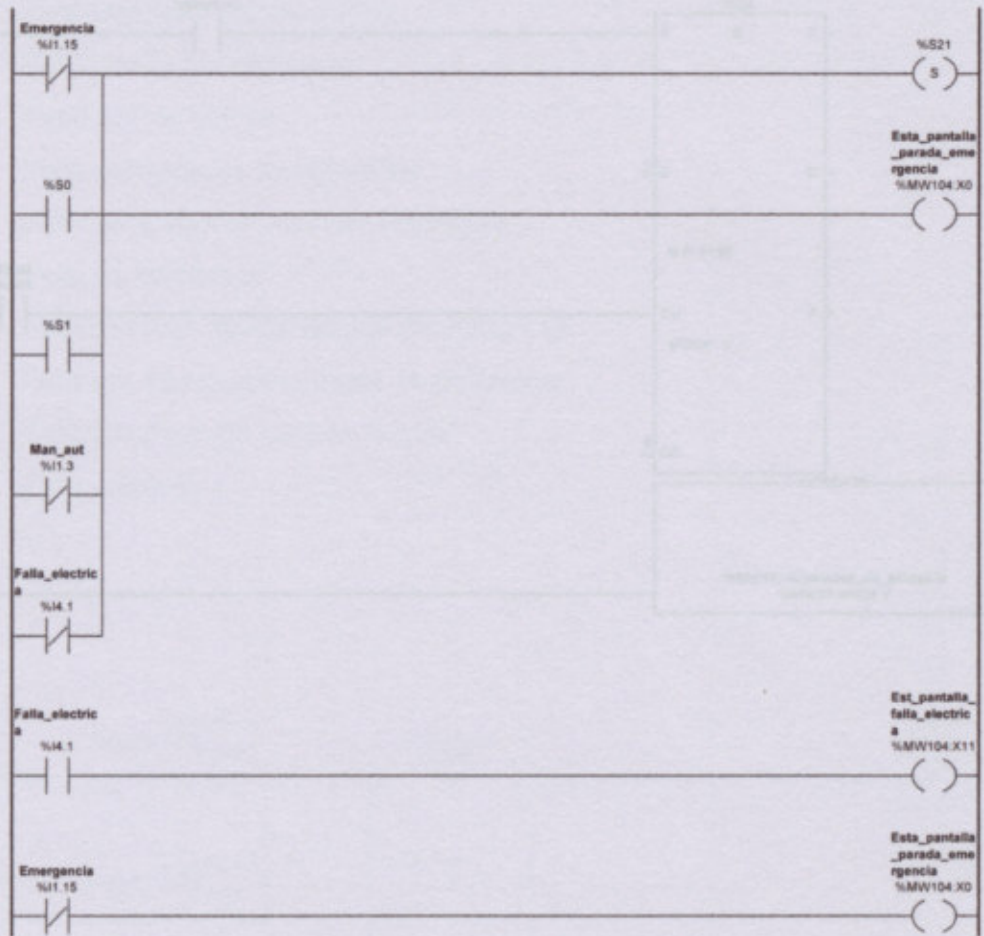 Emergencia
%I1.15
%S21
S
Esta_pantalla
_parada_eme
rgencia
%S0
%MW104.X0
%S1
Man_aut
%I1.3
Falla_electric
a
%I4.1
Falla_electric
a
%I4.1
Est_pantalla_
falla_electric
a
%MW104.X11
Emergencia
%I1.15
Esta_pantalla
_parada_eme
rgencia
%MW104.X0